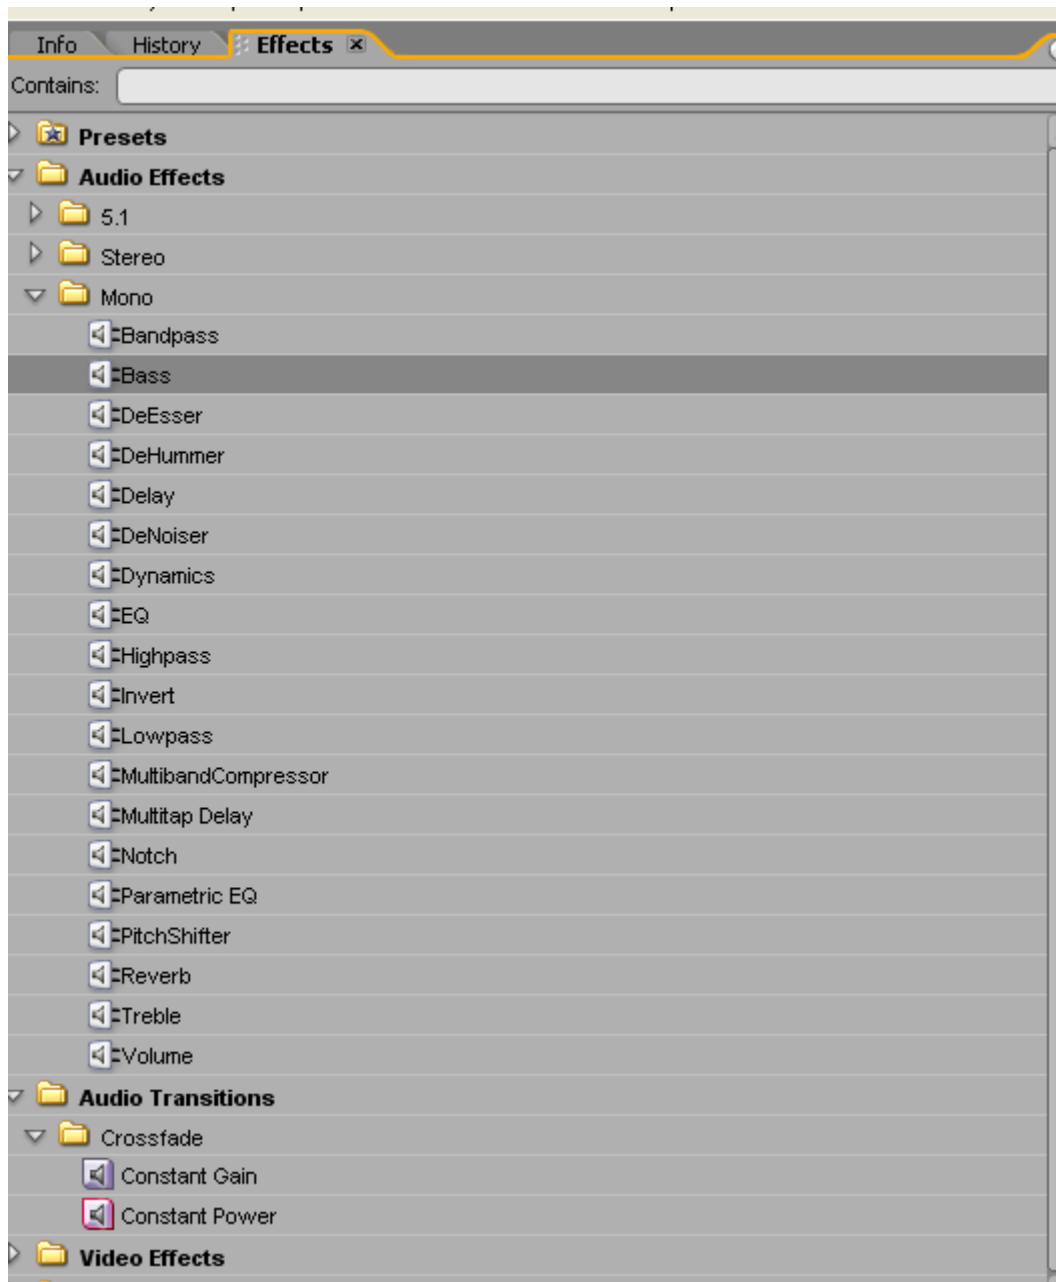 Info History Effects
Contains:
Presets
Audio Effects
5.1
Stereo
Mono
Bandpass
Bass
DeEsser
DeHummer
Delay
DeNoiser
Dynamics
EQ
Highpass
Invert
Lowpass
MultibandCompressor
Multitap Delay
Notch
Parametric EQ
PitchShifter
Reverb
Treble
Volume
Audio Transitions
Crossfade
Constant Gain
Constant Power
Video Effects